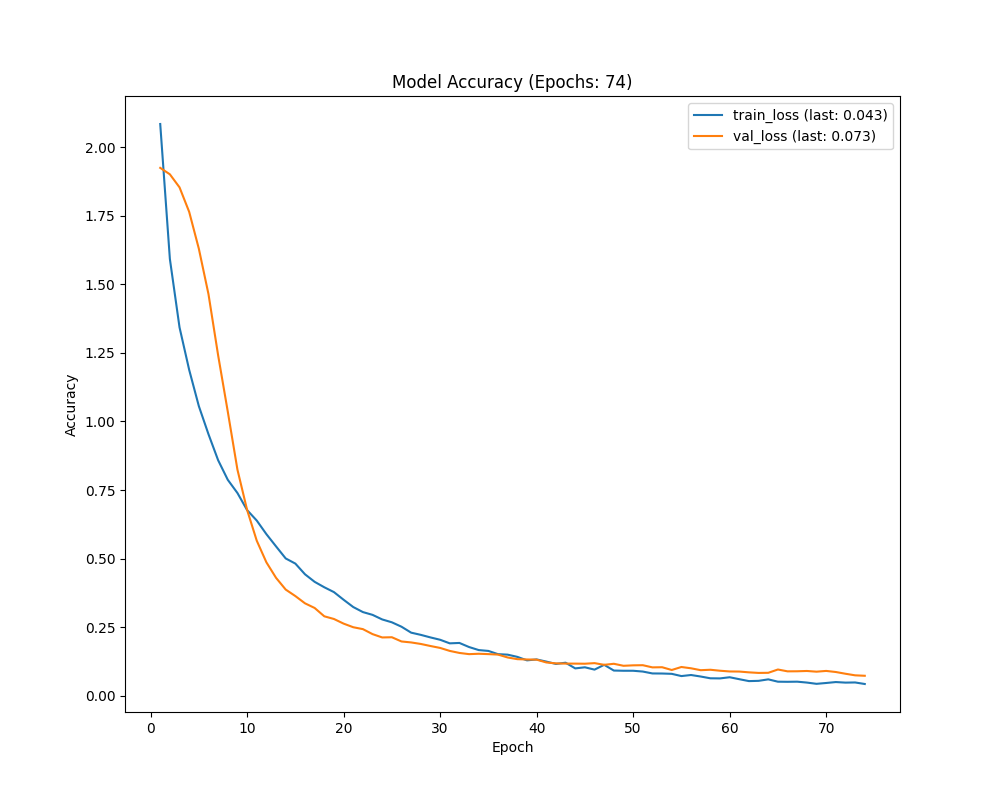 Model Accuracy (Epochs: 74)
train_loss (last: 0.043)
val_loss (last: 0.073)
2.00
1.75
1.50
1.25
1.00
0.75
0.50
0.25
0.00
Accuracy
0 10 20 30 40 50 60 70
Epoch